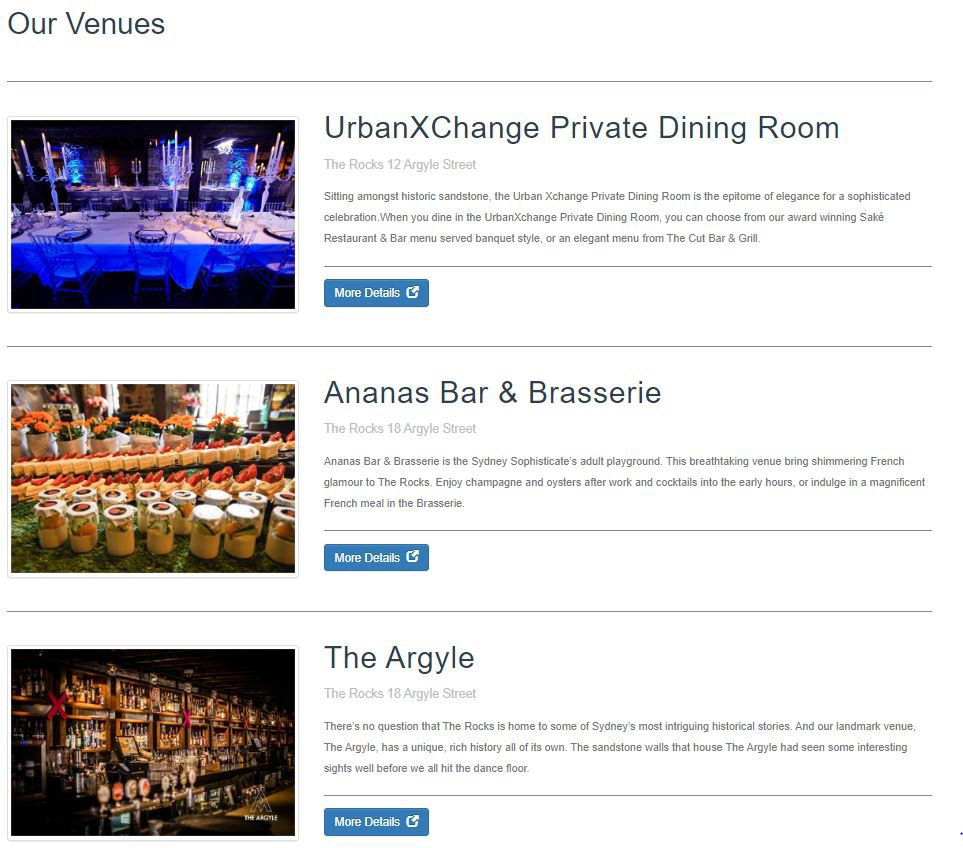 Our Venues
UrbanXChange Private Dining Room
The Rocks 12 Argyle Street
Sitting amongst historic sandstone, the Urban Xchange Private Dining Room is the epitome of elegance for a sophisticated
celebration.When you dine in the UrbanXchange Private Dining Room, you can choose from our award winning Saké
Restaurant & Bar menu served banquet style, or an elegant menu from The Cut Bar & Grill.
More Details
Ananas Bar & Brasserie
The Rocks 18 Argyle Street
Ananas Bar & Brasserie is the Sydney Sophisticate's adult playground. This breathtaking venue bring shimmering French
glamour to The Rocks. Enjoy champagne and oysters after work and cocktails into the early hours, or indulge in a magnificent
French meal in the Brasserie.
More Details
The Argyle
The Rocks 18 Argyle Street
There's no question that The Rocks is home to some of Sydney's most intriguing historical stories. And our landmark venue,
The Argyle, has a unique, rich history all of its own. The sandstone walls that house The Argyle had seen some interesting
sights well before we all hit the dance floor.
THE ARGYLE
More Details